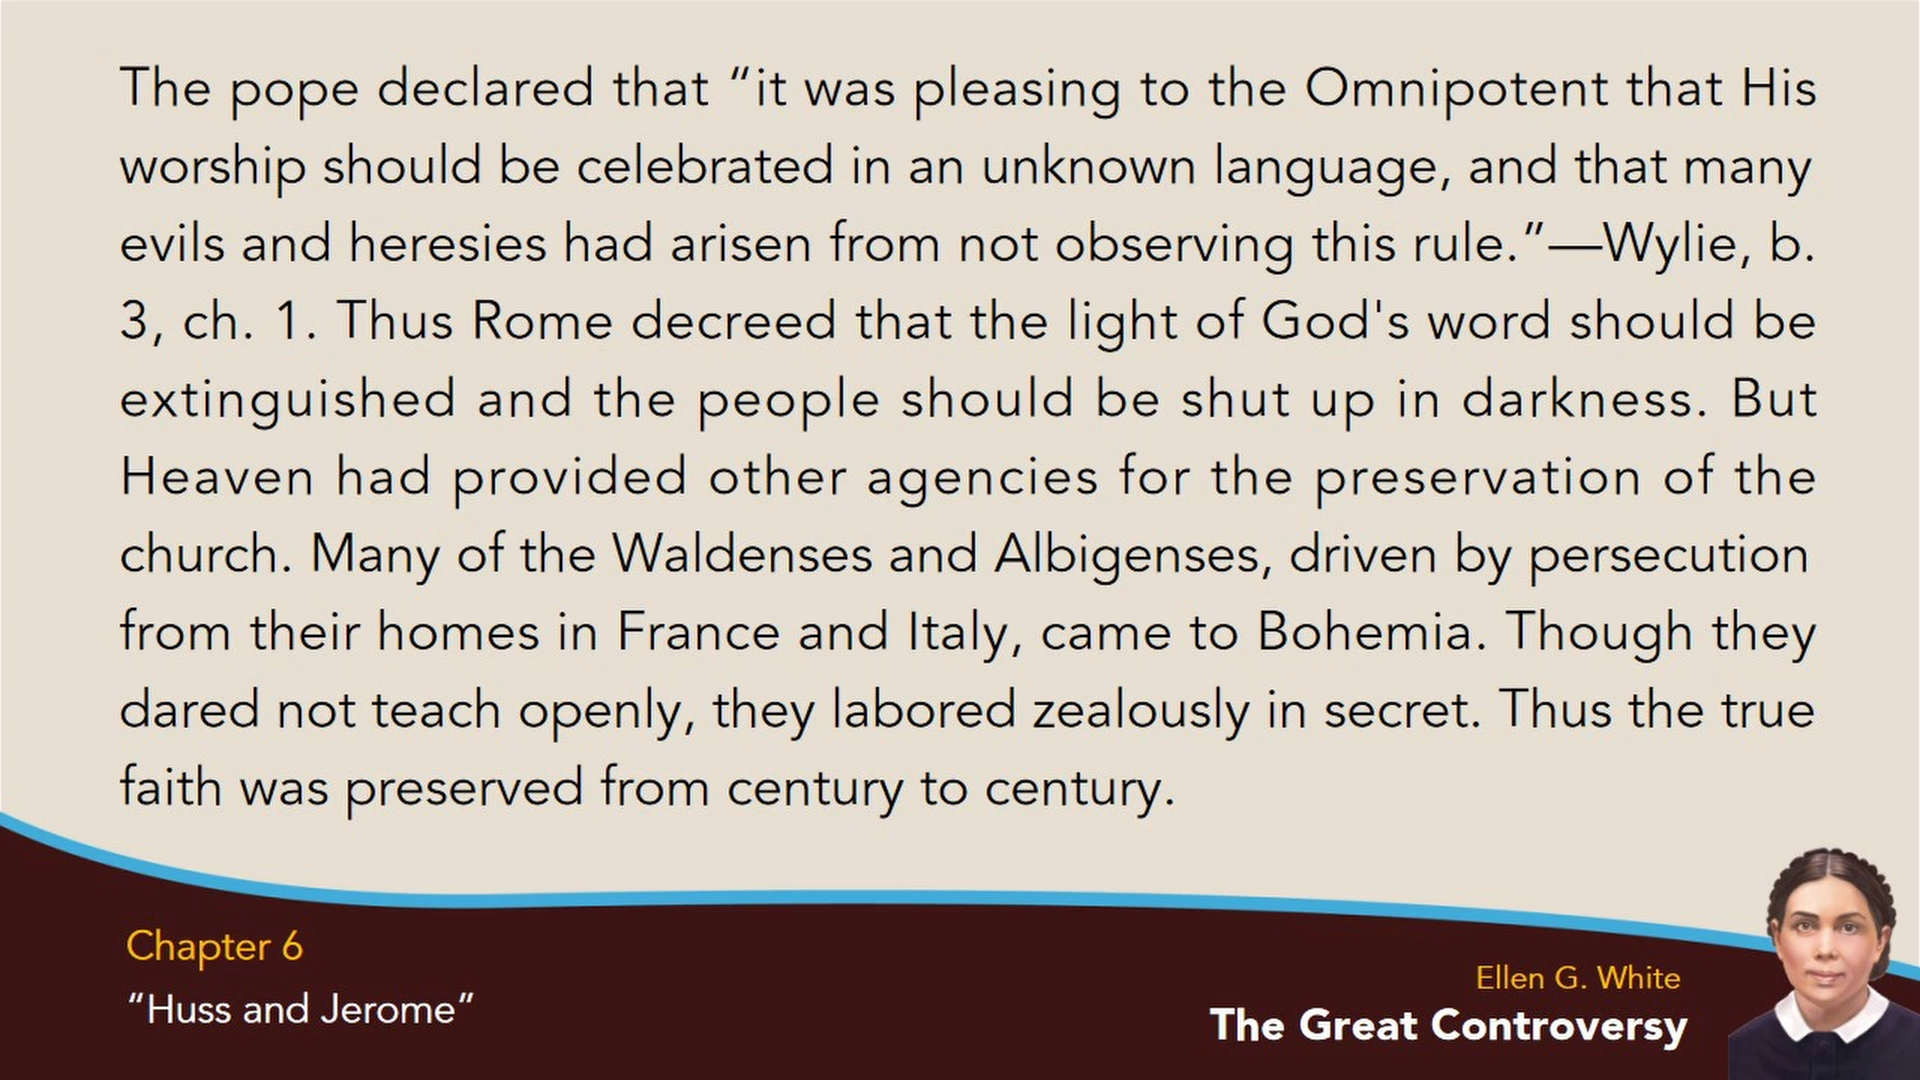 The pope declared that “it was pleasing to the Omnipotent that His
worship should be celebrated in an unknown language, and that many
evils and heresies had arisen from not observing this rule.”—Wylie, b.
3, ch. 1. Thus Rome decreed that the light of God's word should be
extinguished and the people should be shut up in darkness. But
Heaven had provided other agencies for the preservation of the
church. Many of the Waldenses and Albigenses, driven by persecution
from their homes in France and Italy, came to Bohemia. Though they
dared not teach openly, they labored zealously in secret. Thus the true
faith was preserved from century to century.
Chapter 6
“Huss and Jerome”
Ellen G. White
The Great Controversy